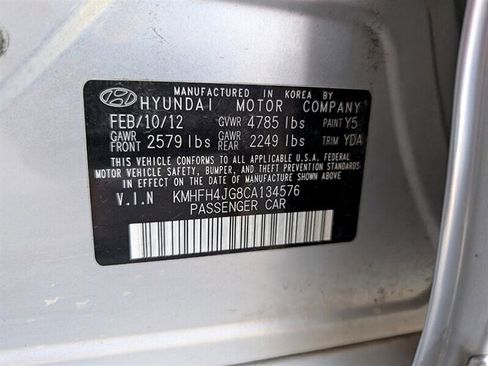 MANUFACTURED IN KOREA BY
HYUNDAI MOTOR COMPANY
FEB/10/12 GVWR 4785 lbs PAINT Y5
GAWR FRONT 2579 lbs GAWR REAR 2249 lbs TRIM YDA
THIS VEHICLE CONFORMS TO ALL APPLICABLE U.S.A. FEDERAL
MOTOR VEHICLE SAFETY, BUMPER, AND THEFT PREVENTION STANDARDS
IN EFFECT ON THE DATE OF MANUFACTURE SHOWN ABOVE.
V.I.N KMHFH4JG8CA134576
PASSENGER CAR